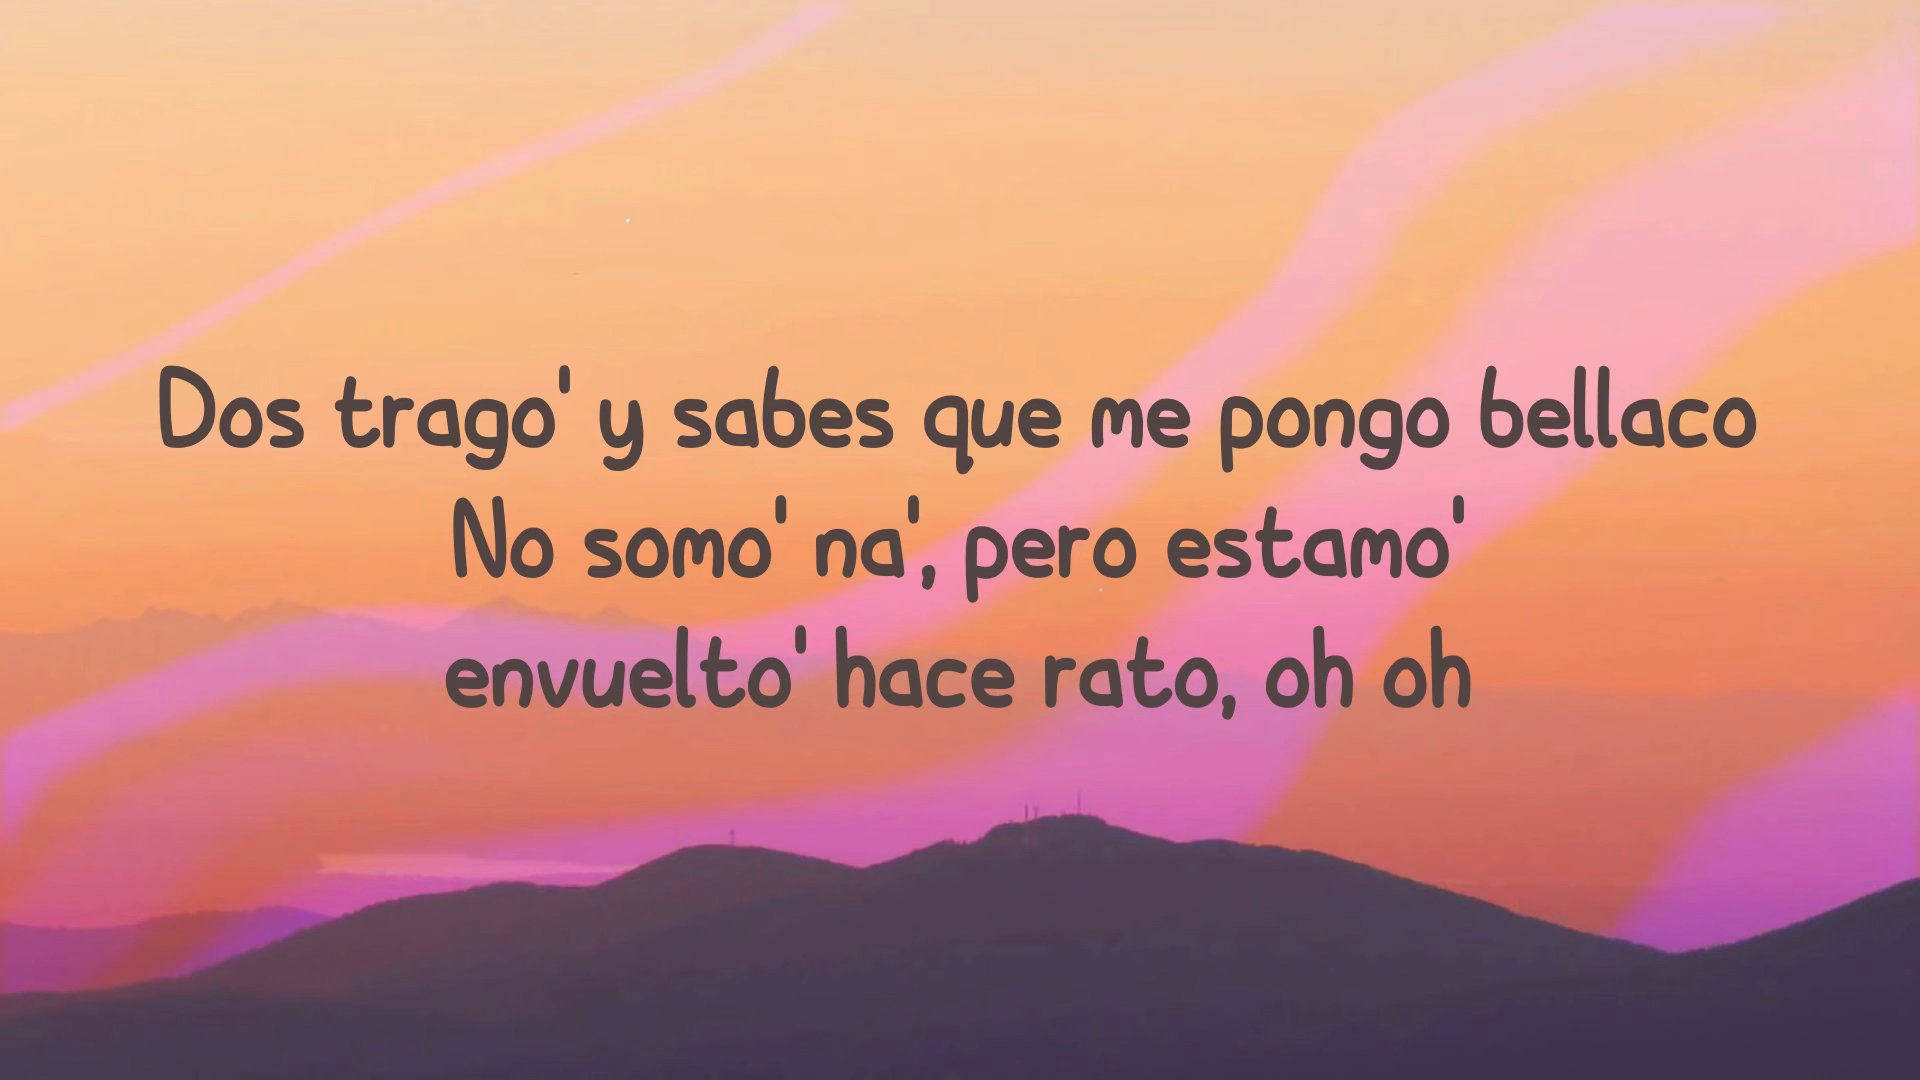 Dos trago' y sabes que me pongo bellaco
No somo' na', pero estamo'
envuelto' hace rato, oh oh